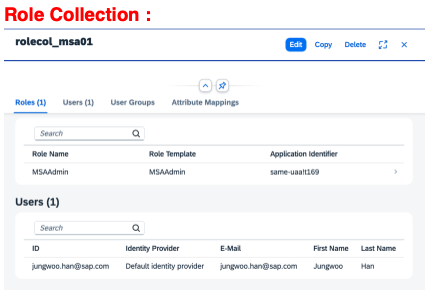 Role Collection :
rolecol_msa01
Edit Copy Delete
Roles (1) Users (1) User Groups Attribute Mappings
Search
Role Name Role Template Application Identifier
MSAAdmin MSAAdmin same-uaa!t169
Users (1)
Search
ID Identity Provider E-Mail First Name Last Name
jungwoo.han@sap.com Default identity provider jungwoo.han@sap.com Jungwoo Han